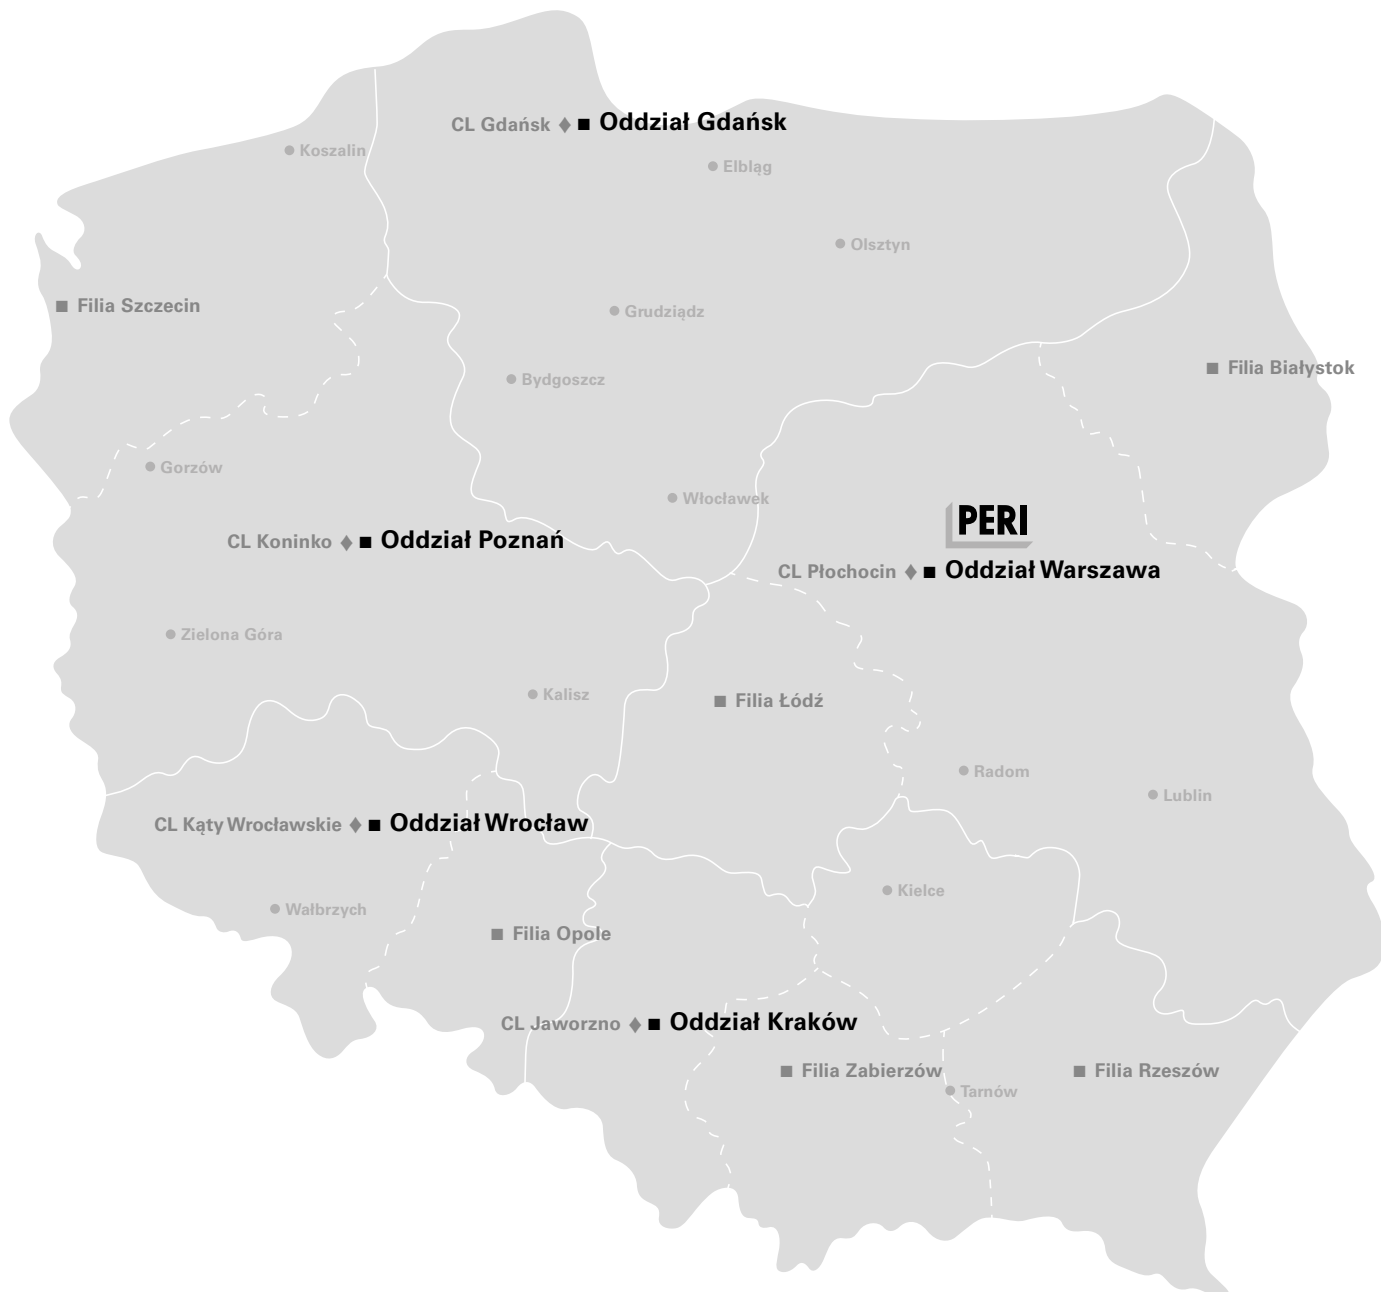 CL Gdańsk ♦ ■ Oddział Gdańsk
Koszalin
Elbląg
Olsztyn
Filia Szczecin
Grudziądz
Filia Białystok
Bydgoszcz
Gorzów
Włocławek
PERI
CL Koninko ♦ ■ Oddział Poznań
CL Płochocin ♦ ■ Oddział Warszawa
Zielona Góra
Kalisz
Filia Łódź
Radom
Lublin
CL Kąty Wrocławskie ♦ ■ Oddział Wrocław
Kielce
Wałbrzych
Filia Opole
CL Jaworzno ♦ ■ Oddział Kraków
Filia Zabierzów
Filia Rzeszów
Tarnów